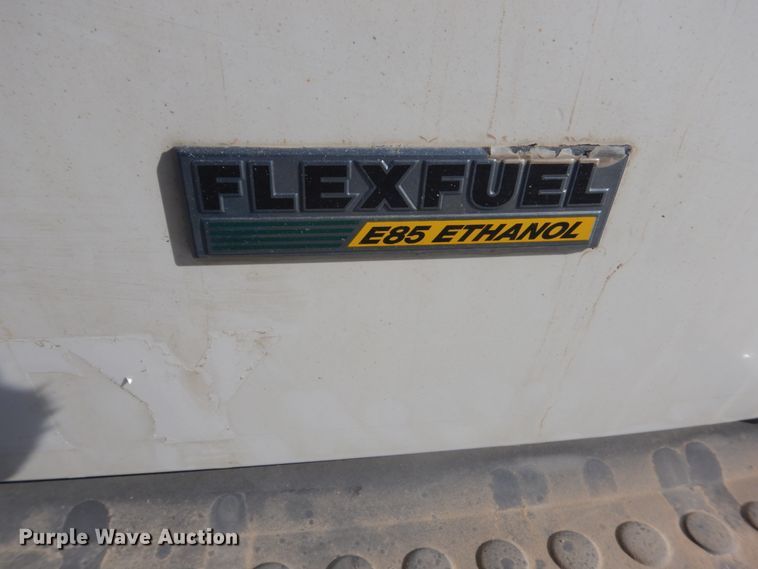 FLEXFUEL
E85 ETHANOL
Purple Wave Auction